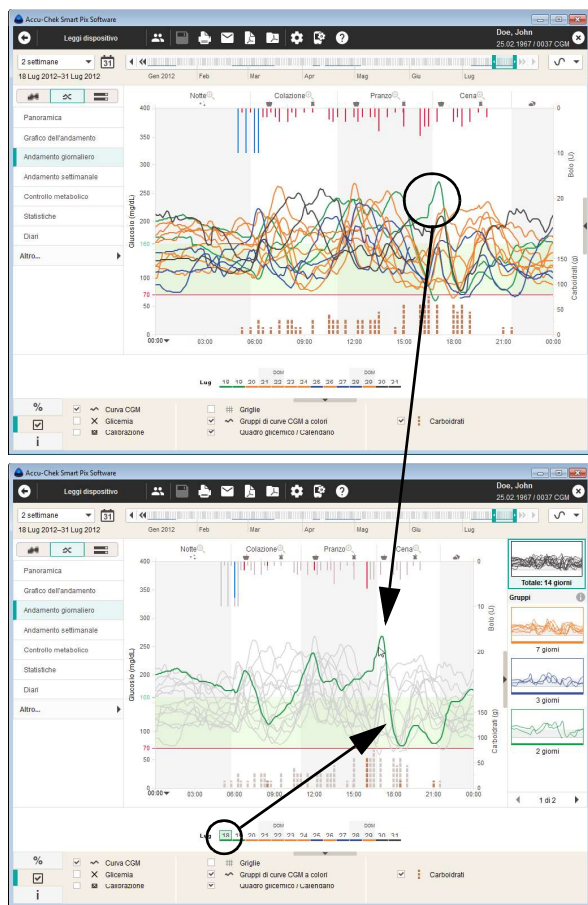 Accu-Chek Smart Pix Software
Leggi dispositivo
Doe, John
25.02.1967 / 0037 CGM
2 settimane
31
18 Lug 2012–31 Lug 2012
Gen 2012 Feb Mar Apr Mag Giu Lug
Notte Colazione Pranzo Cena
Panoramica
Grafico dell'andamento
Andamento giornaliero
Andamento settimanale
Controllo metabolico
Statistiche
Diari
Altro...
Glucosio (mg/dL)
400
350
300
250
200
160
100
70
50
0
0
10
20
Bolo (U)
150
100
50
0
Carboidrati (g)
00:00 03:00 06:00 09:00 12:00 15:00 18:00 21:00 00:00
DOM DOM
Lug 18 19 20 21 22 23 24 25 26 27 28 29 30 31
%
i
Curva CGM
Glicemia
Calibrazione
Griglie
Gruppi di curve CGM a colori
Quadro glicemico / Calendario
Carboidrati
Accu-Chek Smart Pix Software
Leggi dispositivo
Doe, John
25.02.1967 / 0037 CGM
2 settimane
31
18 Lug 2012–31 Lug 2012
Gen 2012 Feb Mar Apr Mag Giu Lug
Notte Colazione Pranzo Cena
Panoramica
Grafico dell'andamento
Andamento giornaliero
Andamento settimanale
Controllo metabolico
Statistiche
Diari
Altro...
Glucosio (mg/dL)
400
350
300
250
200
160
100
70
50
0
0
10
20
Bolo (U)
150
100
50
0
Carboidrati (g)
00:00 03:00 06:00 09:00 12:00 15:00 18:00 21:00 00:00
Totale: 14 giorni
Gruppi
7 giorni
3 giorni
2 giorni
1 di 2
DOM DOM
Lug 18 19 20 21 22 23 24 25 26 27 28 29 30 31
%
i
Curva CGM
Glicemia
Calibrazione
Griglie
Gruppi di curve CGM a colori
Quadro glicemico / Calendario
Carboidrati